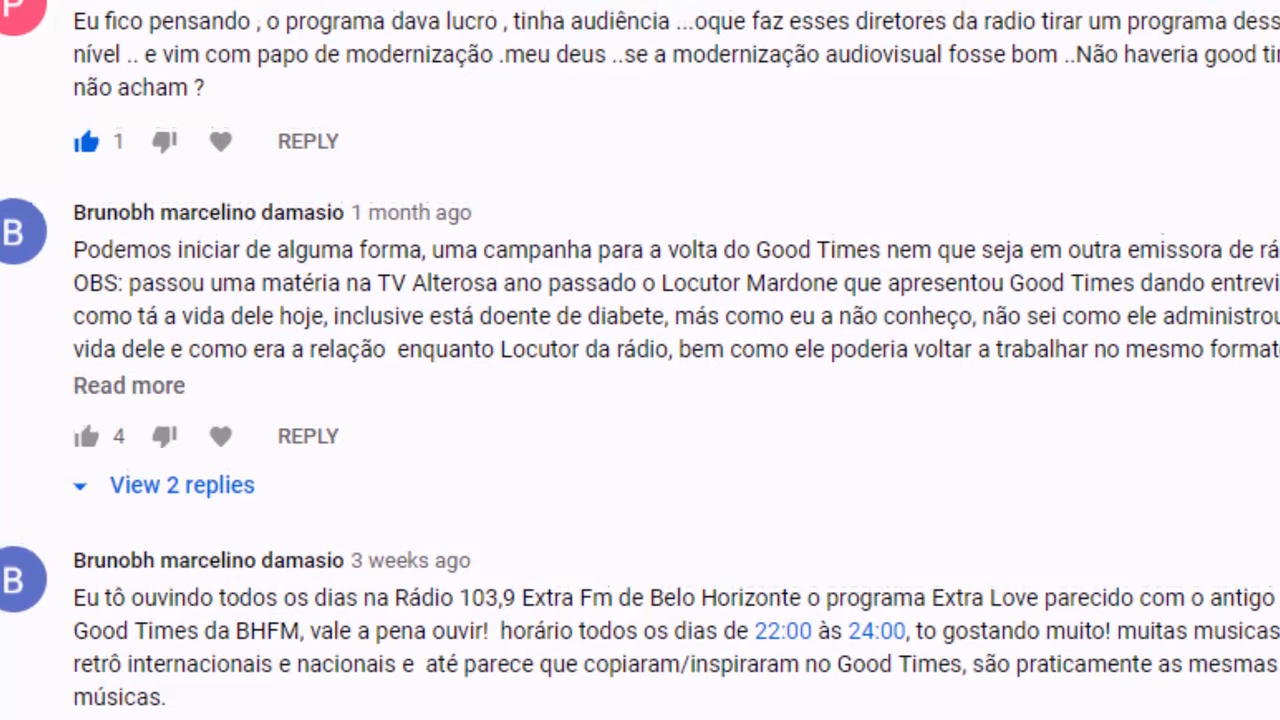 P
Eu fico pensando , o programa dava lucro , tinha audiência ...oque faz esses diretores da radio tirar um programa dess
nível .. e vim com papo de modernização .meu deus ..se a modernização audiovisual fosse bom ..Não haveria good ti
não acham ?
1 REPLY
B
Brunobh marcelino damasio 1 month ago
Podemos iniciar de alguma forma, uma campanha para a volta do Good Times nem que seja em outra emissora de rá
OBS: passou uma matéria na TV Alterosa ano passado o Locutor Mardone que apresentou Good Times dando entrevi
como tá a vida dele hoje, inclusive está doente de diabete, más como eu a não conheço, não sei como ele administrou
vida dele e como era a relação  enquanto Locutor da rádio, bem como ele poderia voltar a trabalhar no mesmo format
Read more
4 REPLY
View 2 replies
B
Brunobh marcelino damasio 3 weeks ago
Eu tô ouvindo todos os dias na Rádio 103,9 Extra Fm de Belo Horizonte o programa Extra Love parecido com o antigo
Good Times da BHFM, vale a pena ouvir!  horário todos os dias de 22:00 às 24:00, to gostando muito! muitas musicas
retrô internacionais e nacionais e  até parece que copiaram/inspiraram no Good Times, são praticamente as mesmas
músicas.